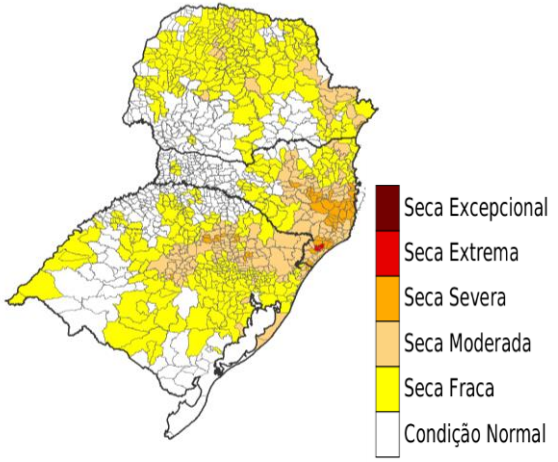 Seca Excepcional
Seca Extrema
Seca Severa
Seca Moderada
Seca Fraca
Condição Normal